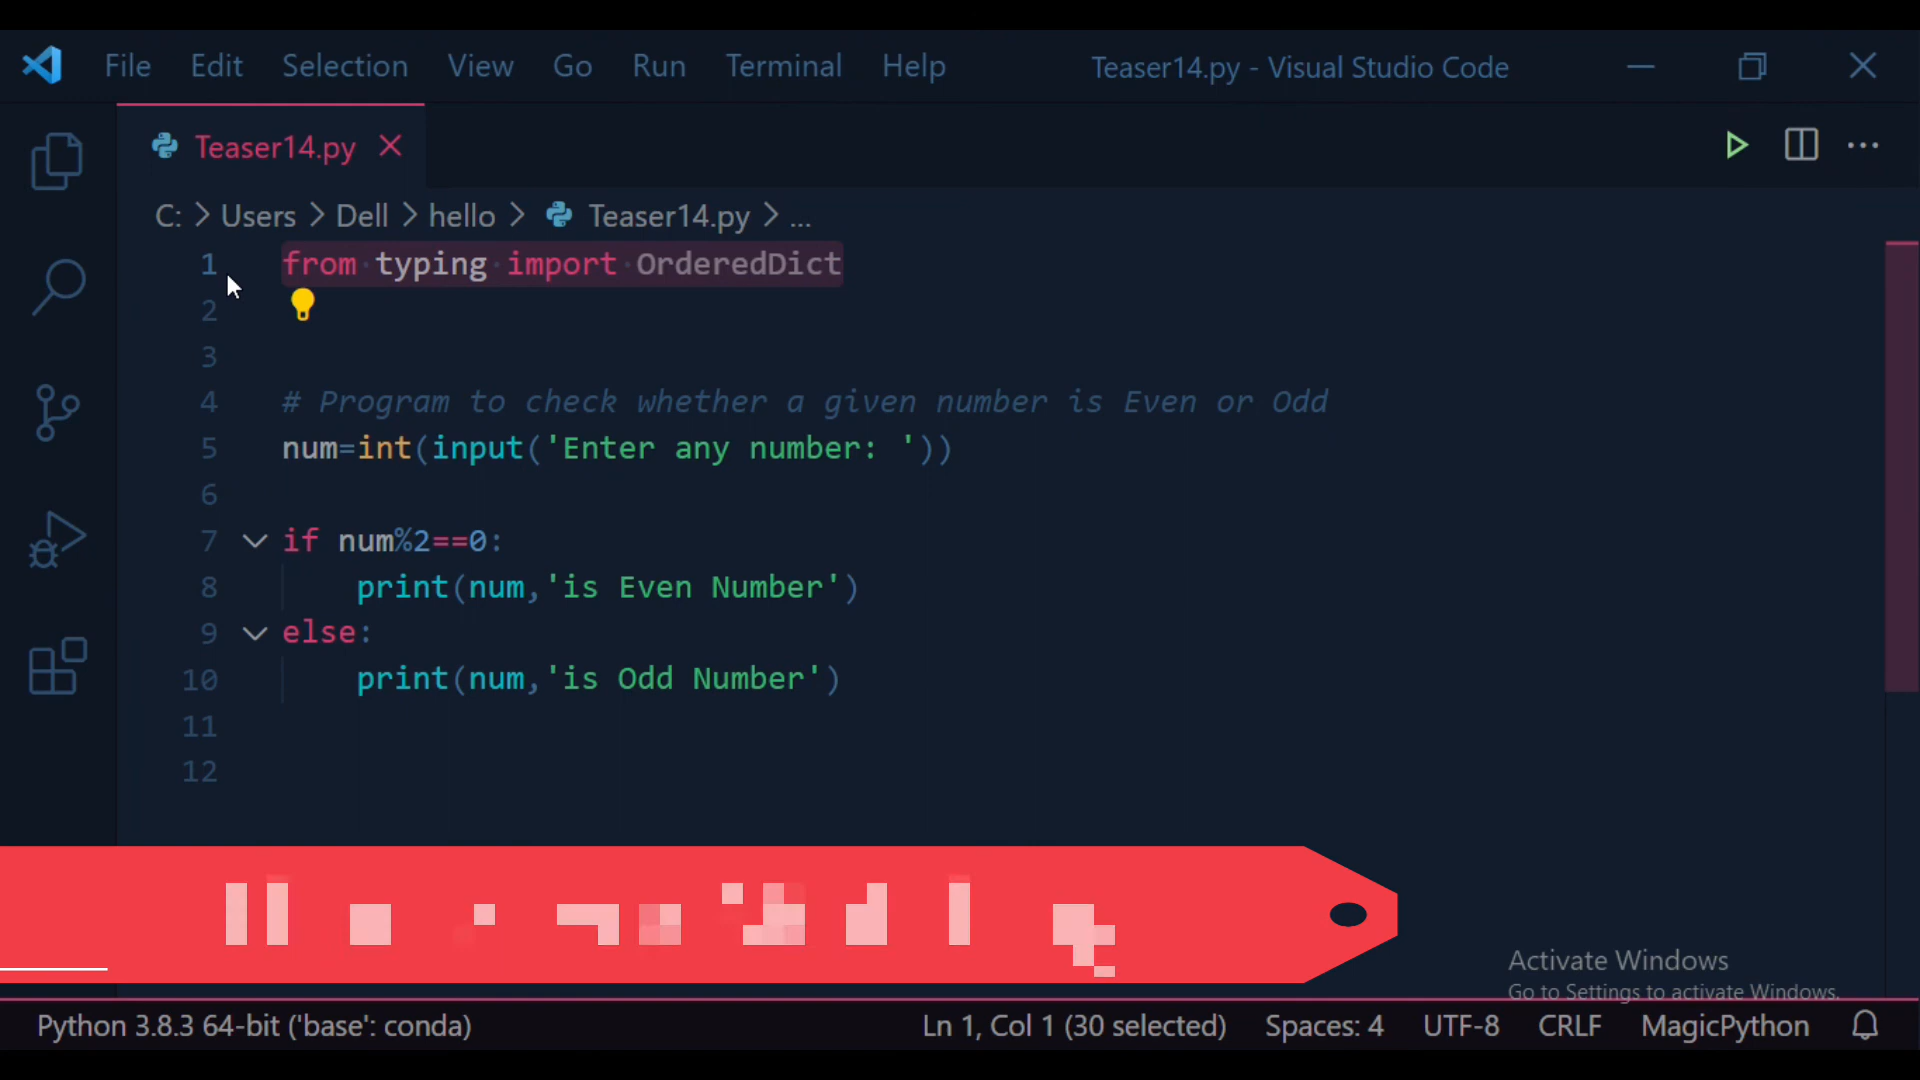 File Edit Selection View Go Run Terminal Help Teaser14.py - Visual Studio Code
Teaser14.py
C: > Users > Dell > hello > Teaser14.py > ...
1 from typing import OrderedDict
2
3
4 # Program to check whether a given number is Even or Odd
5 num=int(input('Enter any number: '))
6
7 if num%2==0:
8 print(num,'is Even Number')
9 else:
10 print(num,'is Odd Number')
11
12
Activate Windows
Go to Settings to activate Windows.
Python 3.8.3 64-bit ('base': conda) Ln 1, Col 1 (30 selected) Spaces: 4 UTF-8 CRLF MagicPython